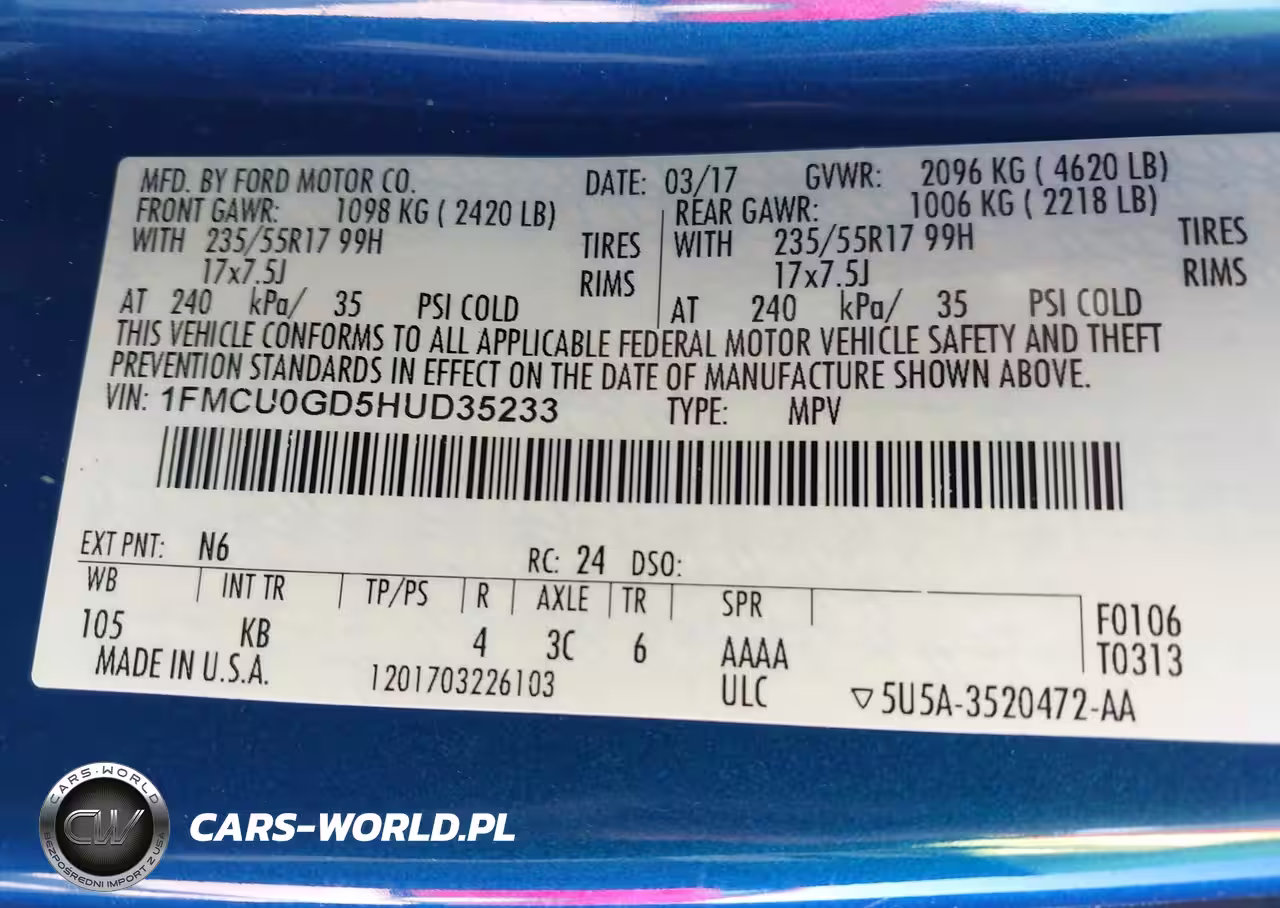 MFD. BY FORD MOTOR CO. DATE: 03/17 GVWR: 2096 KG ( 4620 LB)
FRONT GAWR: 1098 KG ( 2420 LB) REAR GAWR: 1006 KG ( 2218 LB)
WITH 235/55R17 99H TIRES WITH 235/55R17 99H TIRES
17x7.5J RIMS 17x7.5J RIMS
AT 240 kPa/ 35 PSI COLD AT 240 kPa/ 35 PSI COLD
THIS VEHICLE CONFORMS TO ALL APPLICABLE FEDERAL MOTOR VEHICLE SAFETY AND THEFT
PREVENTION STANDARDS IN EFFECT ON THE DATE OF MANUFACTURE SHOWN ABOVE.
VIN: 1FMCU0GD5HUD35233 TYPE: MPV
EXT PNT: N6 RC: 24 DSO:
WB INT TR TP/PS R AXLE TR SPR
105 KB 4 3C 6 AAAA
F0106
T0313
MADE IN U.S.A. 1201703226103 ULC ▽5U5A-3520472-AA
CARS-WORLD
CW
BEZPOŚREDNI IMPORT Z USA
CARS-WORLD.PL